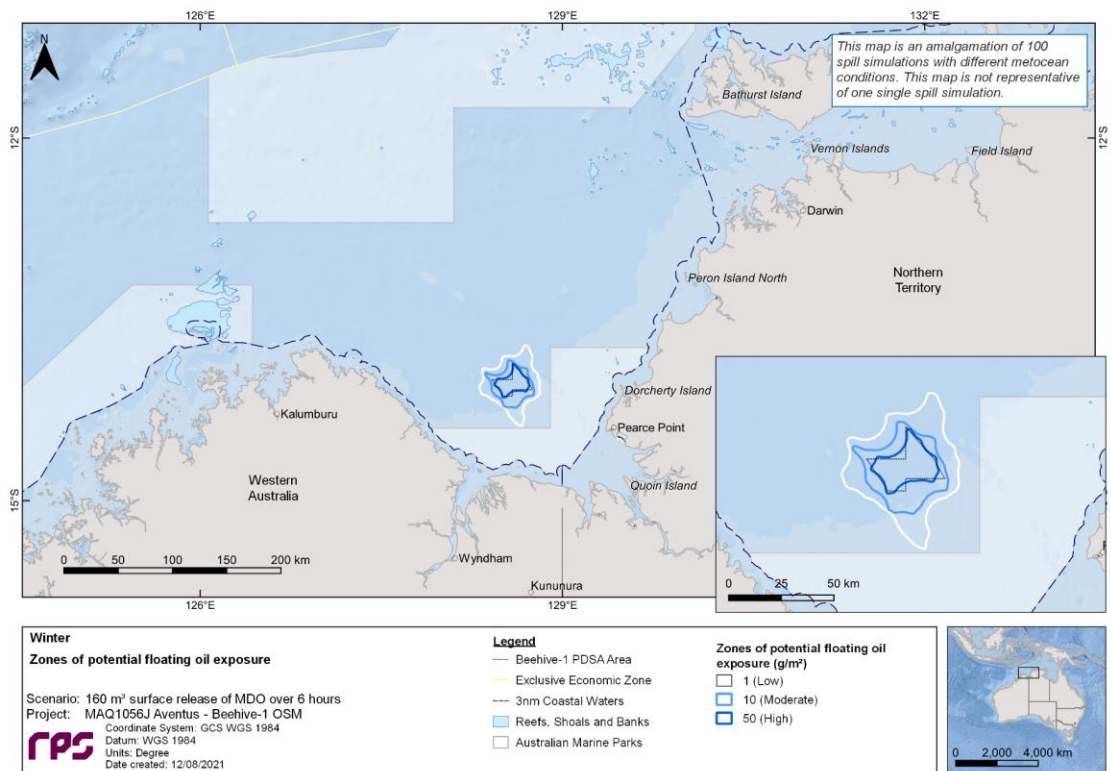 126°E
129°E
132°E
N
This map is an amalgamation of 100
spill simulations with different metocean
conditions. This map is not representative
of one single spill simulation.
Bathurst Island
12°S
12°S
Vernon Islands
Field Island
Darwin
Peron Island North
Northern
Territory
Dorcherty Island
Kalumburu
Pearce Point
Western
Australia
Quoin Island
15°S
0 50 100 150 200 km
Wyndham
Kununura
0 25 50 km
126°E
129°E
Winter
Zones of potential floating oil exposure
Scenario: 160 m³ surface release of MDO over 6 hours
Project: MAQ1056J Aventus - Beehive-1 OSM
rps
Coordinate System: GCS WGS 1984
Datum: WGS 1984
Units: Degree
Date created: 12/08/2021
Legend
Beehive-1 PDSA Area
Exclusive Economic Zone
3nm Coastal Waters
Reefs, Shoals and Banks
Australian Marine Parks
Zones of potential floating oil
exposure (g/m²)
1 (Low)
10 (Moderate)
50 (High)
0 2,000 4,000 km